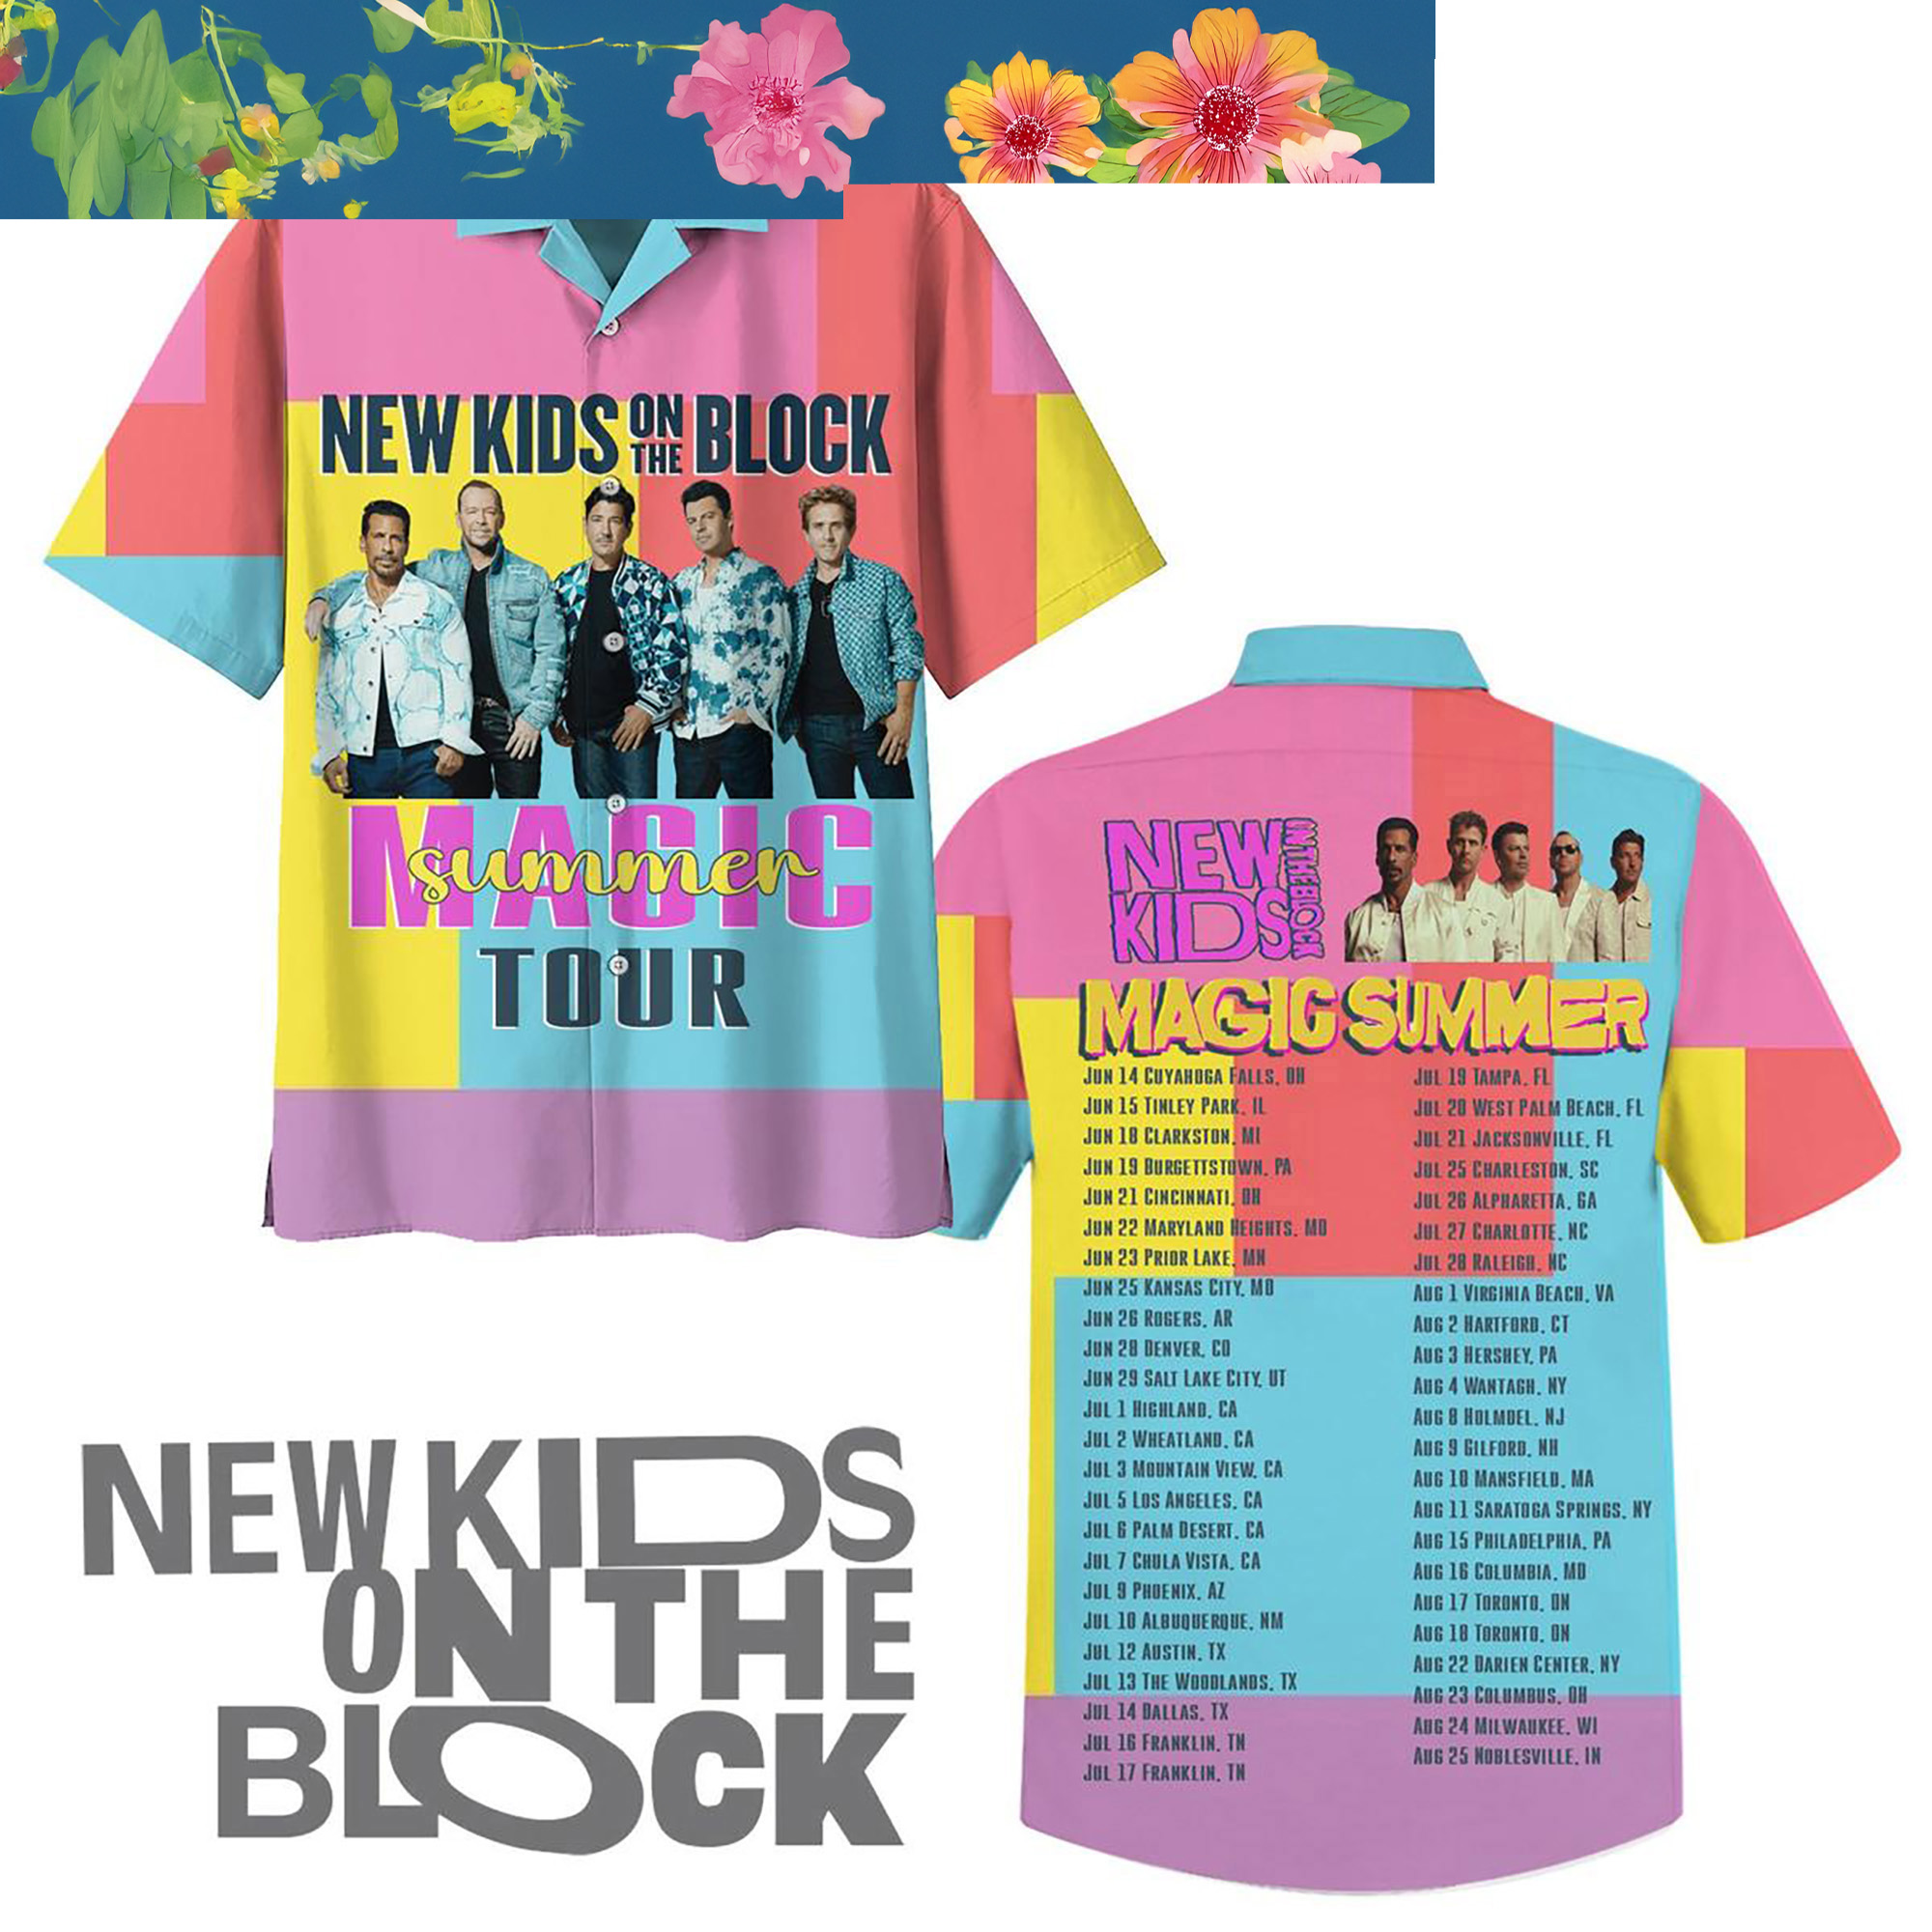 NEW KIDS ON THE BLOCK
MAGIC
summer
TOUR
NEW KIDS ON THE BLOCK
MAGIC SUMMER
JUN 14 CUYAHOGA FALLS, OH
JUN 15 TINLEY PARK, IL
JUN 18 CLARKSTON, MI
JUN 19 BURGETTSTOWN, PA
JUN 21 CINCINNATI, OH
JUN 22 MARYLAND HEIGHTS, MO
JUN 23 PRIOR LAKE, MN
JUN 25 KANSAS CITY, MO
JUN 26 ROGERS, AR
JUN 28 DENVER, CO
JUN 29 SALT LAKE CITY, UT
JUL 1 HIGHLAND, CA
JUL 2 WHEATLAND, CA
JUL 3 MOUNTAIN VIEW, CA
JUL 5 LOS ANGELES, CA
JUL 6 PALM DESERT, CA
JUL 7 CHULA VISTA, CA
JUL 9 PHOENIX, AZ
JUL 10 ALBUQUERQUE, NM
JUL 12 AUSTIN, TX
JUL 13 THE WOODLANDS, TX
JUL 14 DALLAS, TX
JUL 16 FRANKLIN, TN
JUL 17 FRANKLIN, TN
JUL 19 TAMPA, FL
JUL 20 WEST PALM BEACH, FL
JUL 21 JACKSONVILLE, FL
JUL 25 CHARLESTON, SC
JUL 26 ALPHARETTA, GA
JUL 27 CHARLOTTE, NC
JUL 28 RALEIGH, NC
AUG 1 VIRGINIA BEACH, VA
AUG 2 HARTFORD, CT
AUG 3 HERSHEY, PA
AUG 4 WANTAGH, NY
AUG 8 HOLMDEL, NJ
AUG 9 GILFORD, NH
AUG 10 MANSFIELD, MA
AUG 11 SARATOGA SPRINGS, NY
AUG 15 PHILADELPHIA, PA
AUG 16 COLUMBIA, MD
AUG 17 TORONTO, ON
AUG 18 TORONTO, ON
AUG 22 DARIEN CENTER, NY
AUG 23 COLUMBUS, OH
AUG 24 MILWAUKEE, WI
AUG 25 NOBLESVILLE, IN
NEW KIDS
ON THE
BLOCK